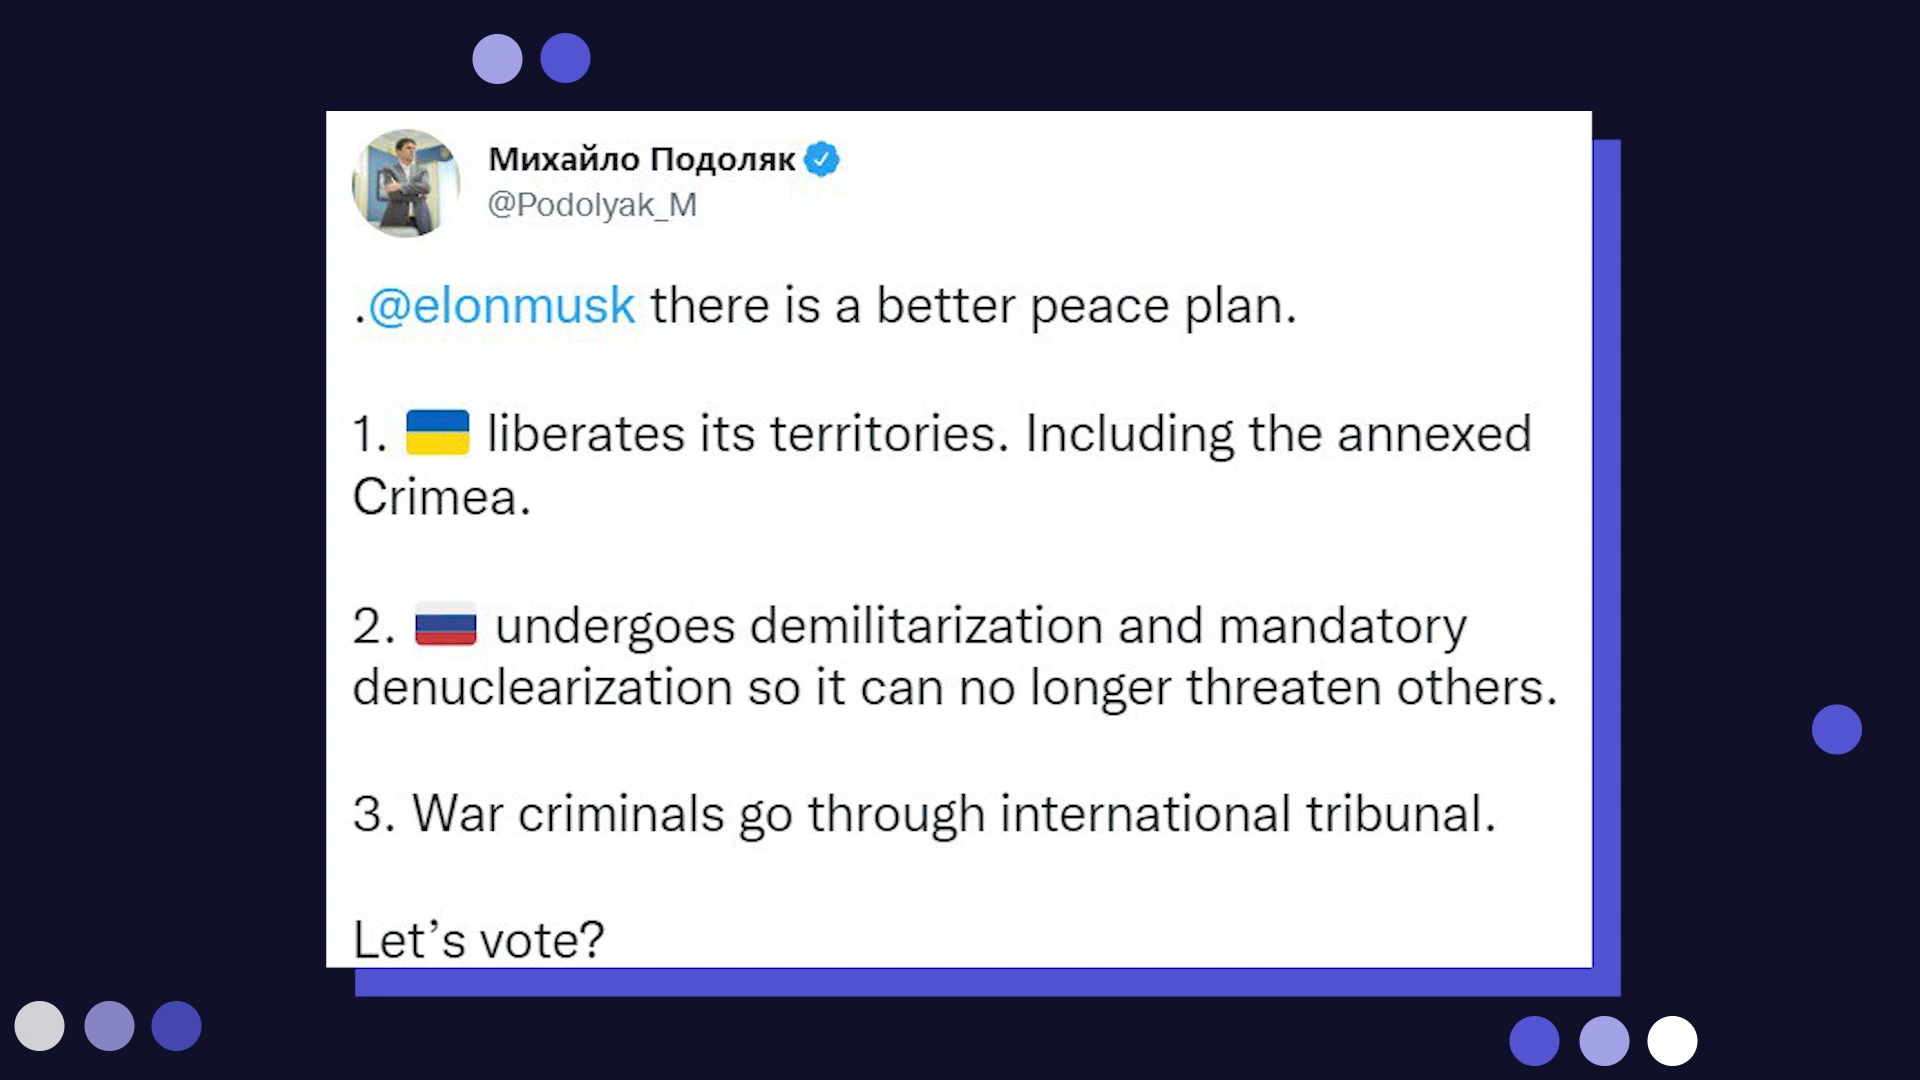 Михайло Подоляк
@Podolyak_M
.@elonmusk there is a better peace plan.
1. 🇺🇦 liberates its territories. Including the annexed
Crimea.
2. 🇷🇺 undergoes demilitarization and mandatory
denuclearization so it can no longer threaten others.
3. War criminals go through international tribunal.
Let’s vote?